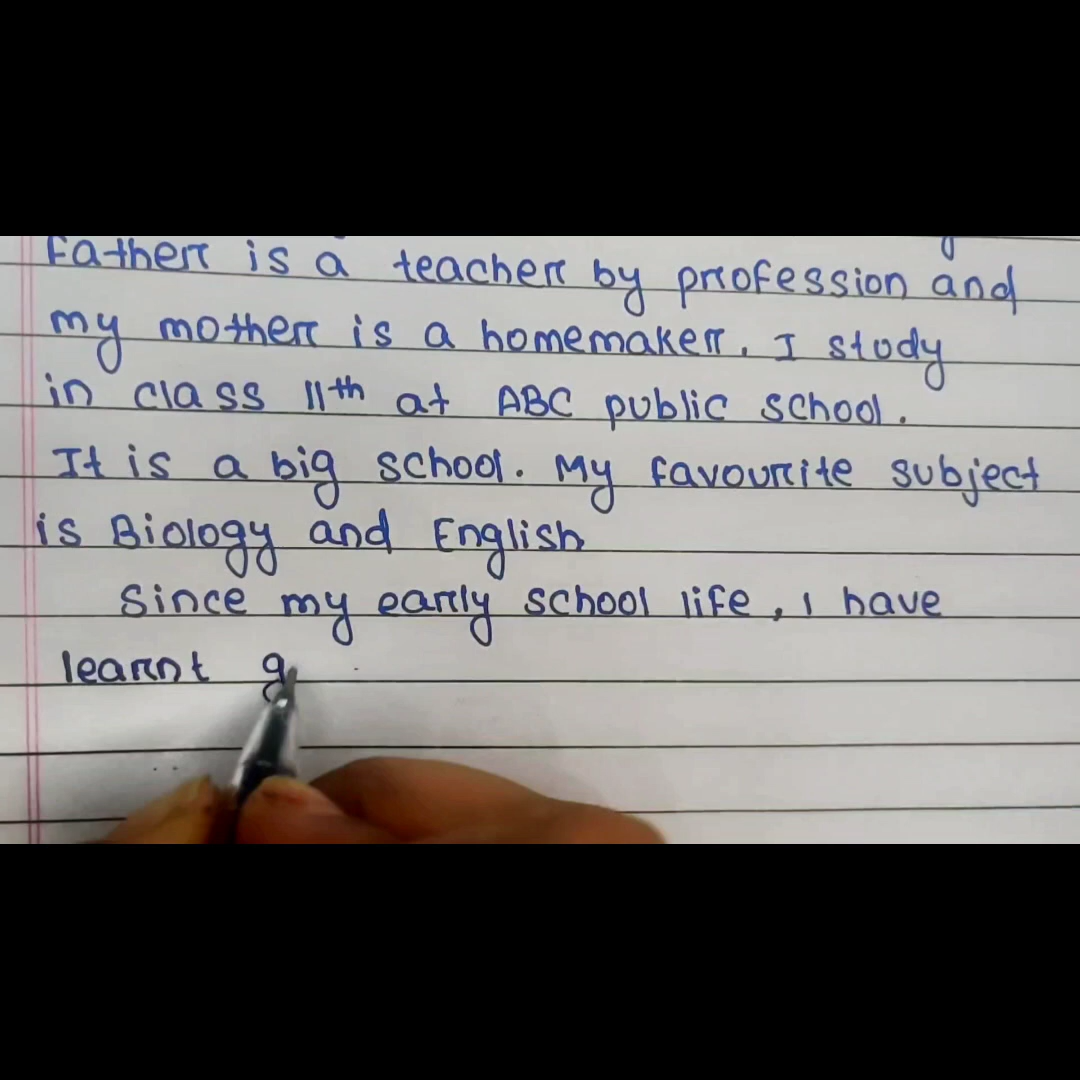 Father is a teacher by profession and
my mother is a homemaker. I study
in class 11th at ABC public school.
It is a big school. My favourite subject
is Biology and English
Since my early school life, I have
learnt g